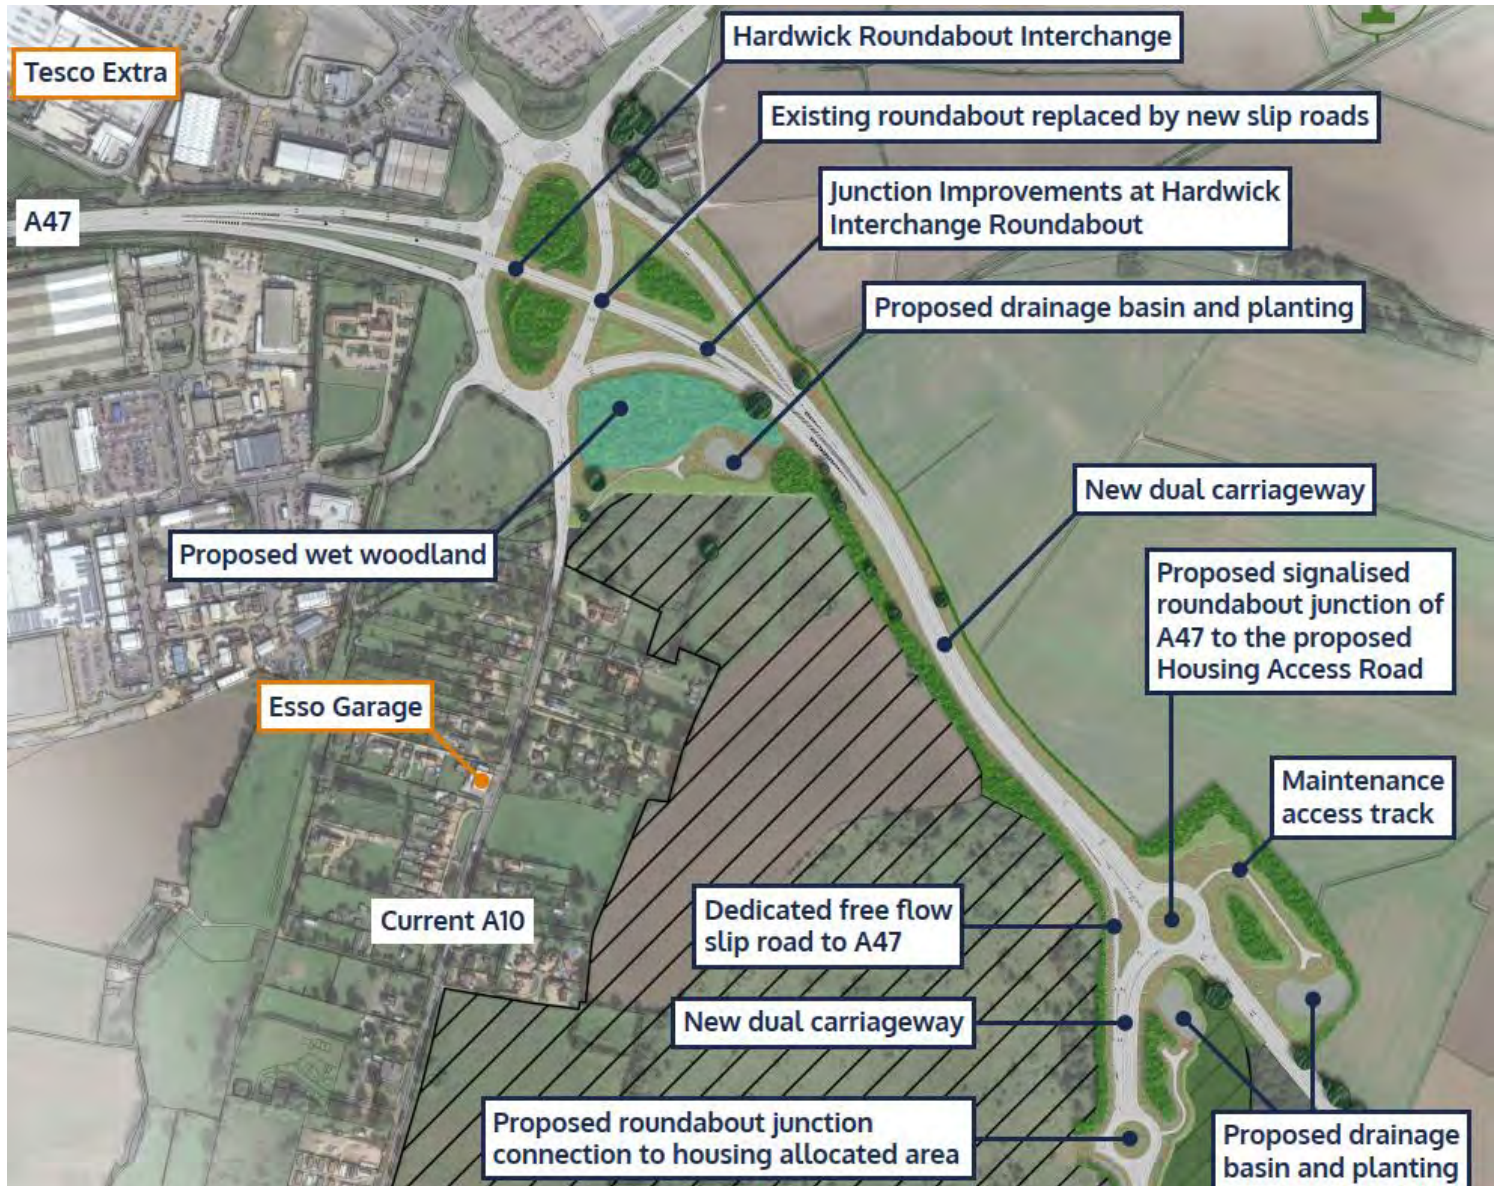 Hardwick Roundabout Interchange
Tesco Extra
Existing roundabout replaced by new slip roads
Junction Improvements at Hardwick
Interchange Roundabout
A47
Proposed drainage basin and planting
New dual carriageway
Proposed wet woodland
Proposed signalised
roundabout junction of
A47 to the proposed
Housing Access Road
Esso Garage
Maintenance
access track
Dedicated free flow
slip road to A47
Current A10
New dual carriageway
Proposed roundabout junction
connection to housing allocated area
Proposed drainage
basin and planting